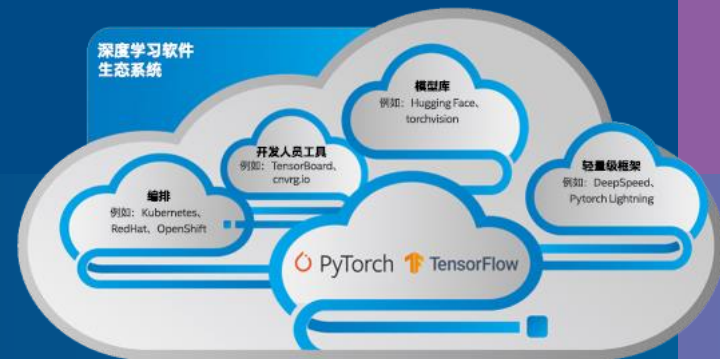 深度学习软件
生态系统
模型库
例如：Hugging Face、
torchvision
开发人员工具
例如：TensorBoard、
cnvrg.io
轻量级框架
例如：DeepSpeed、
Pytorch Lightning
编排
例如：Kubernetes、
RedHat、OpenShift
PyTorch TensorFlow